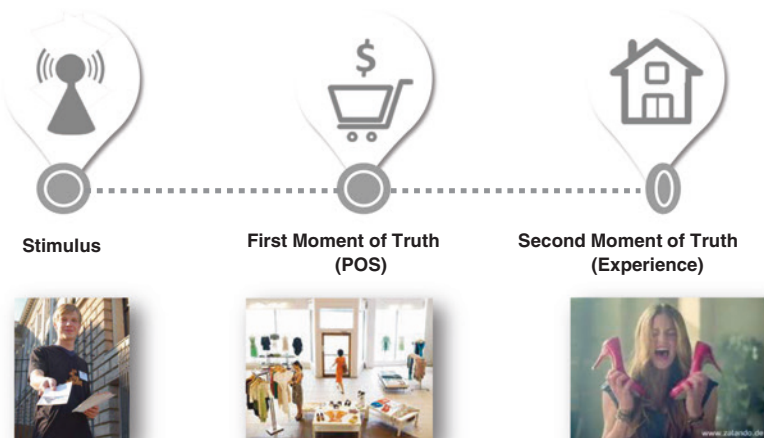 $
Stimulus
First Moment of Truth
(POS)
Second Moment of Truth
(Experience)
www.zalando.de